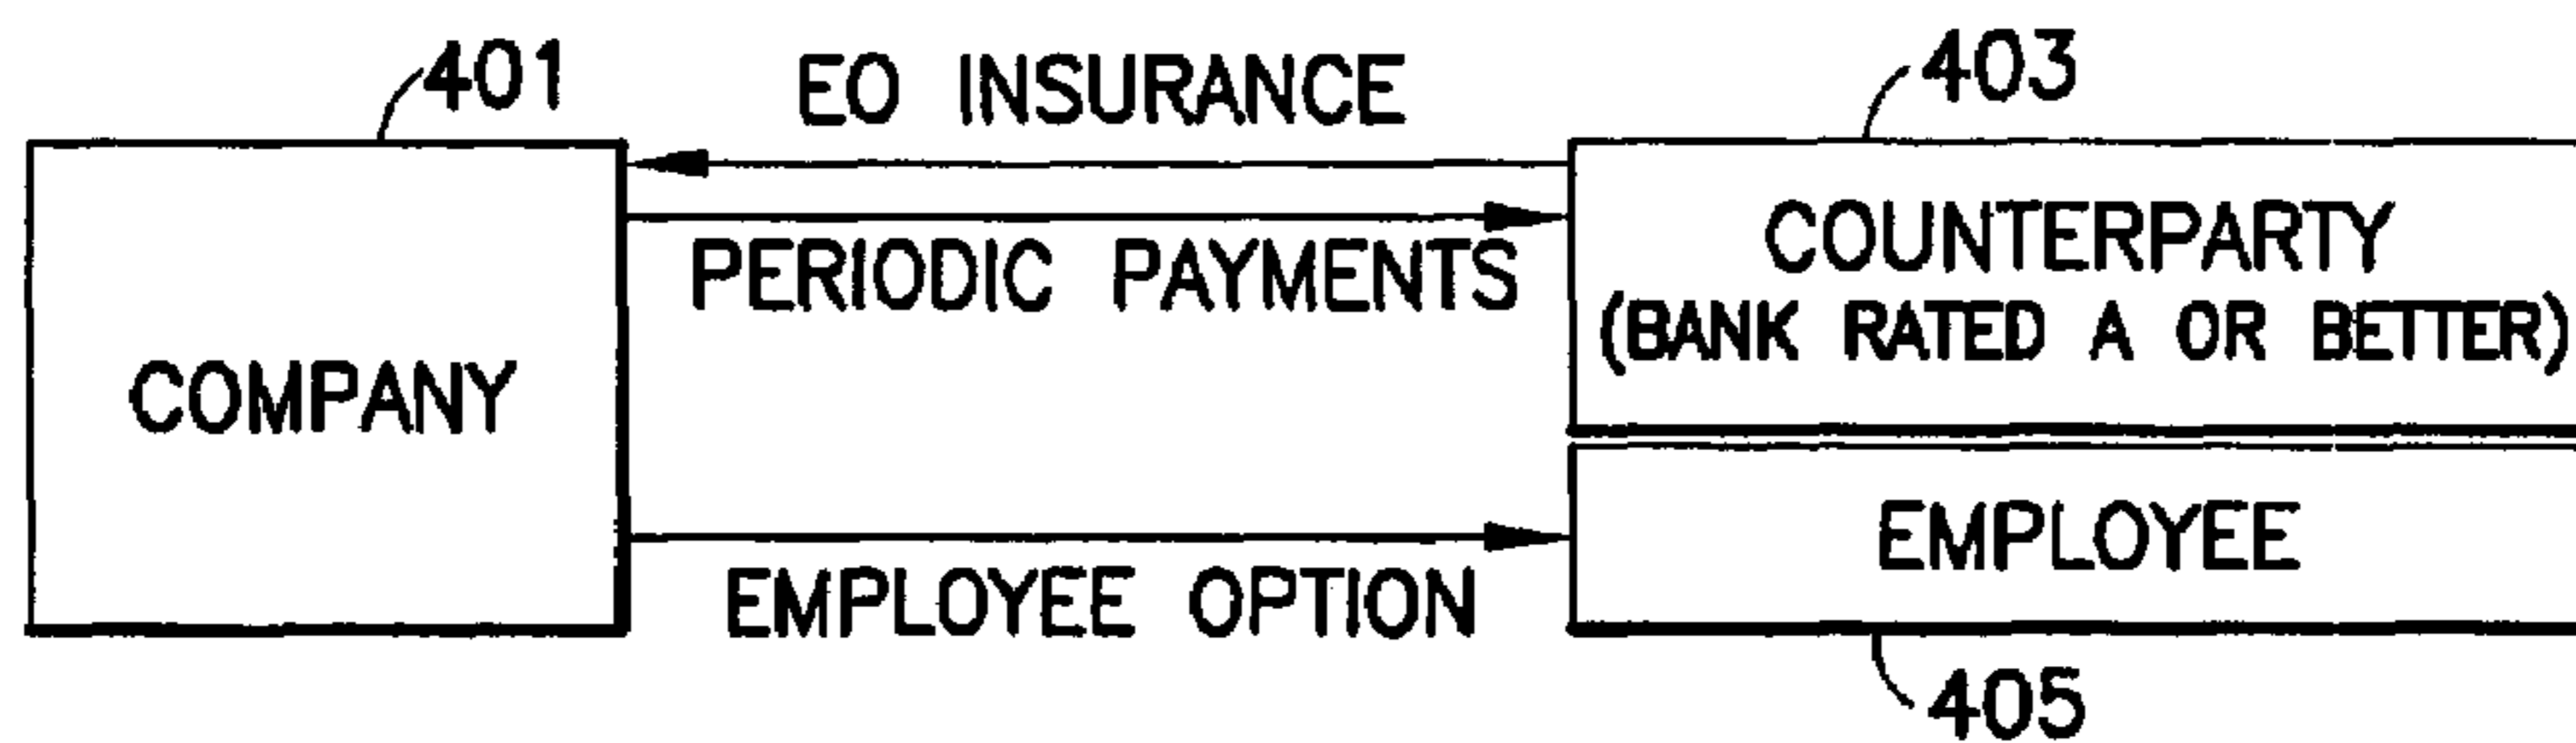 401
EO INSURANCE
403
COMPANY
PERIODIC PAYMENTS
COUNTERPARTY
(BANK RATED A OR BETTER)
EMPLOYEE OPTION
EMPLOYEE
405